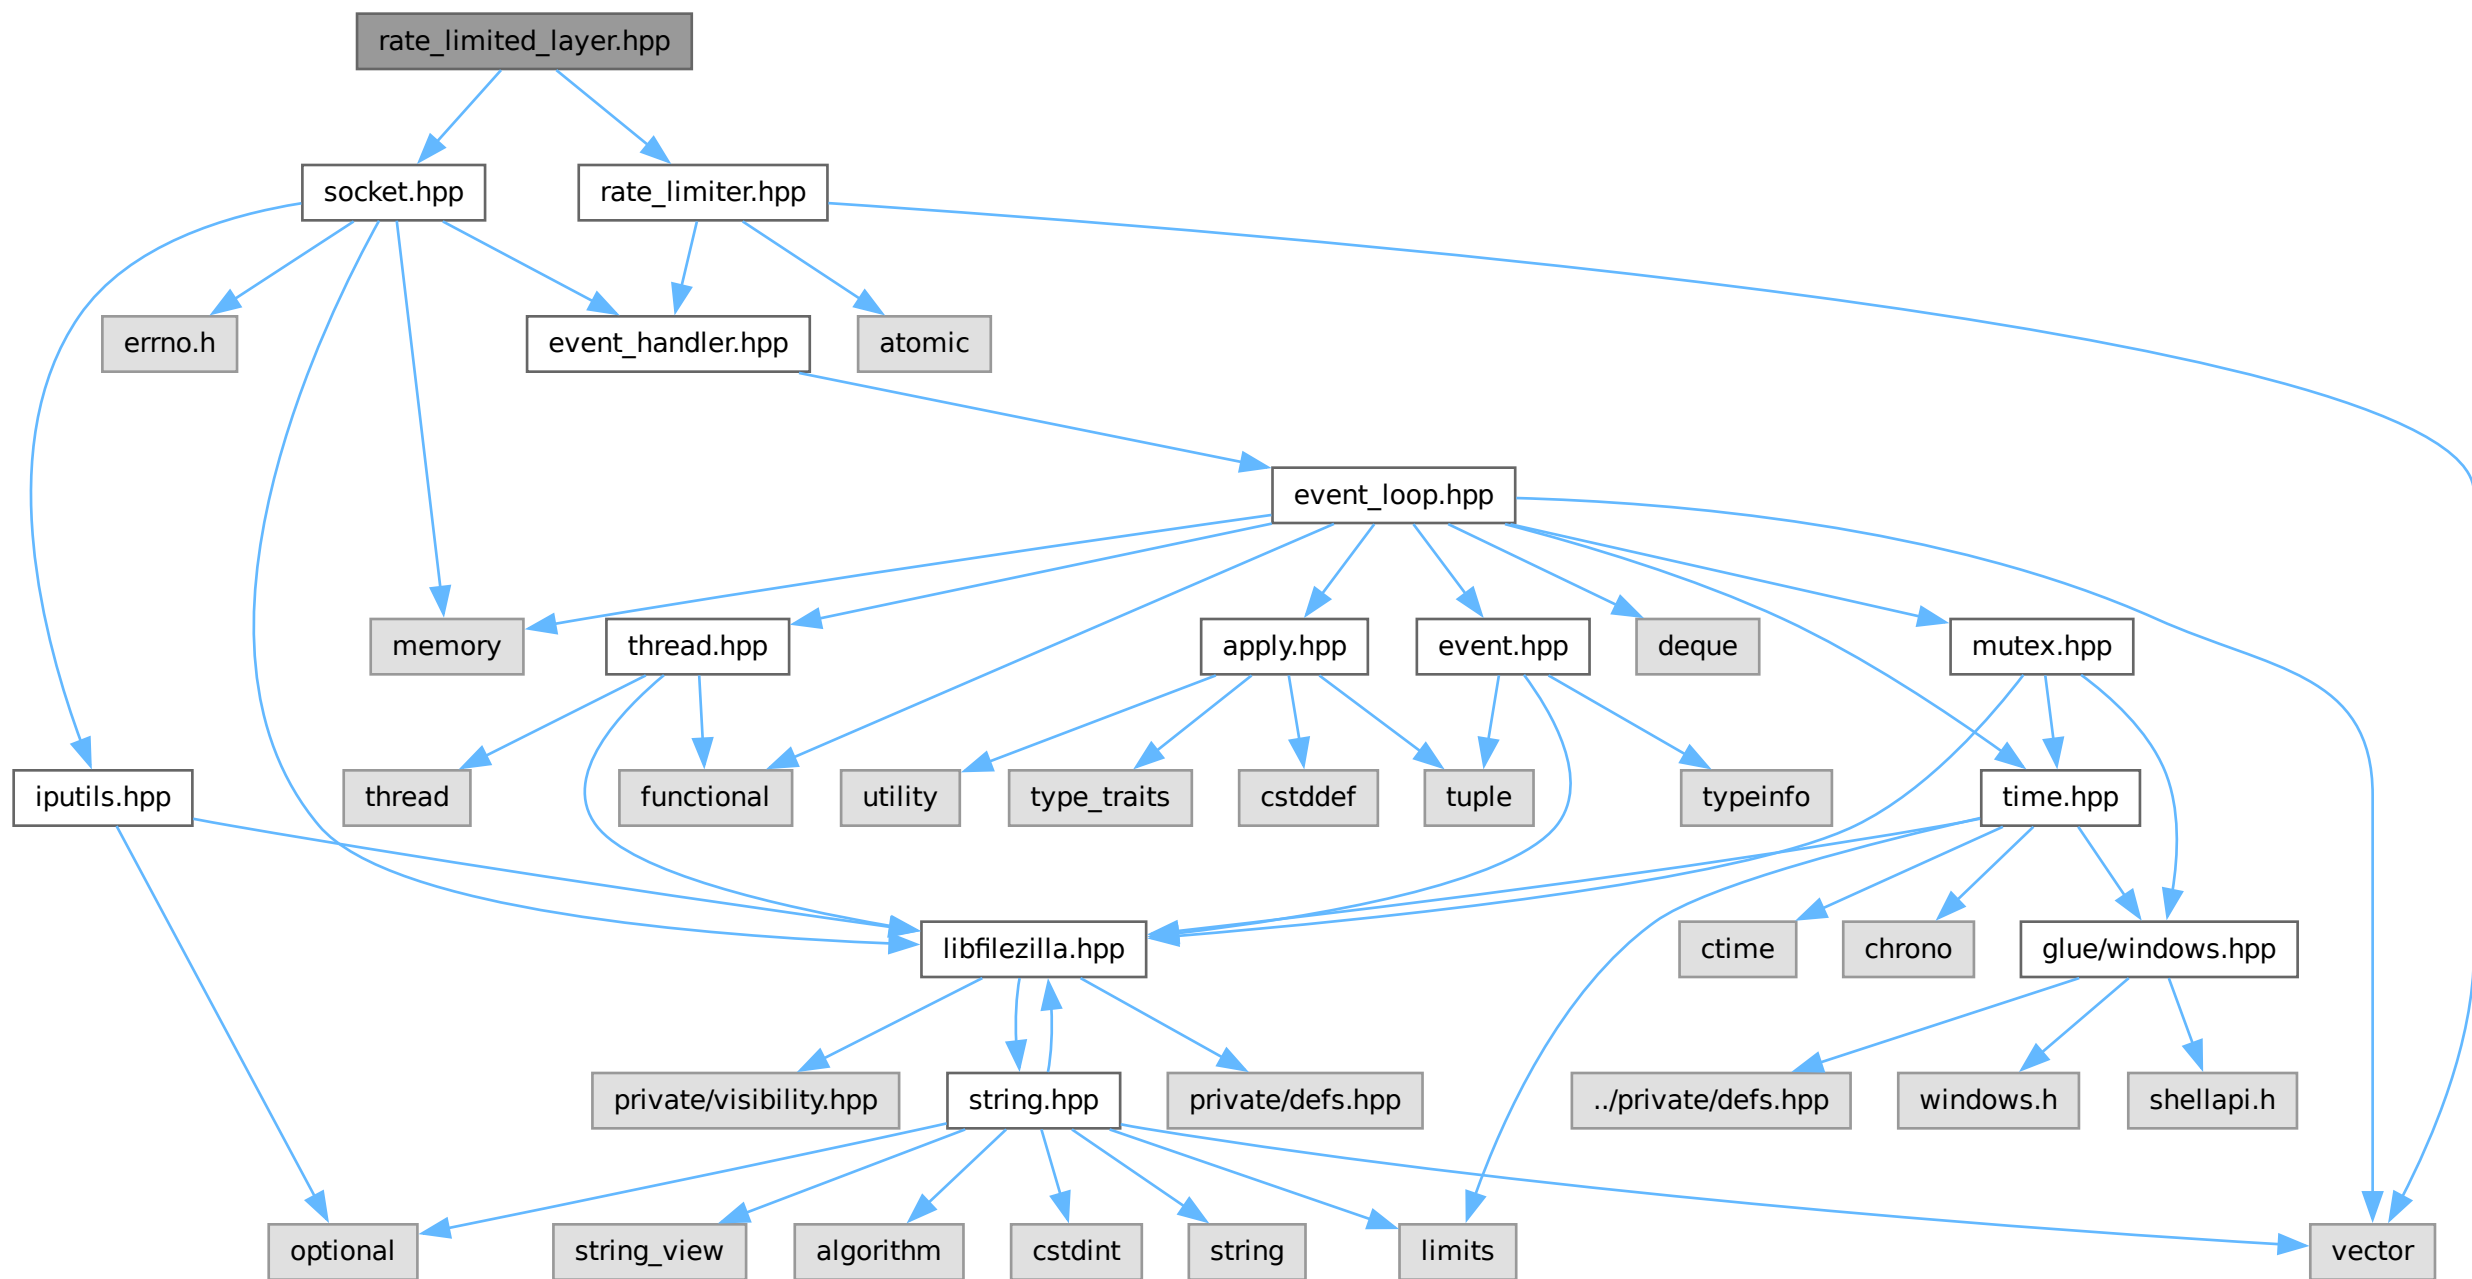 rate_limited_layer.hpp
socket.hpp
rate_limiter.hpp
errno.h
event_handler.hpp
atomic
event_loop.hpp
memory
thread.hpp
apply.hpp
event.hpp
deque
mutex.hpp
iputils.hpp
thread
functional
utility
type_traits
cstddef
tuple
typeinfo
time.hpp
libfilezilla.hpp
ctime
chrono
glue/windows.hpp
private/visibility.hpp
string.hpp
private/defs.hpp
../private/defs.hpp
windows.h
shellapi.h
optional
string_view
algorithm
cstdint
string
limits
vector